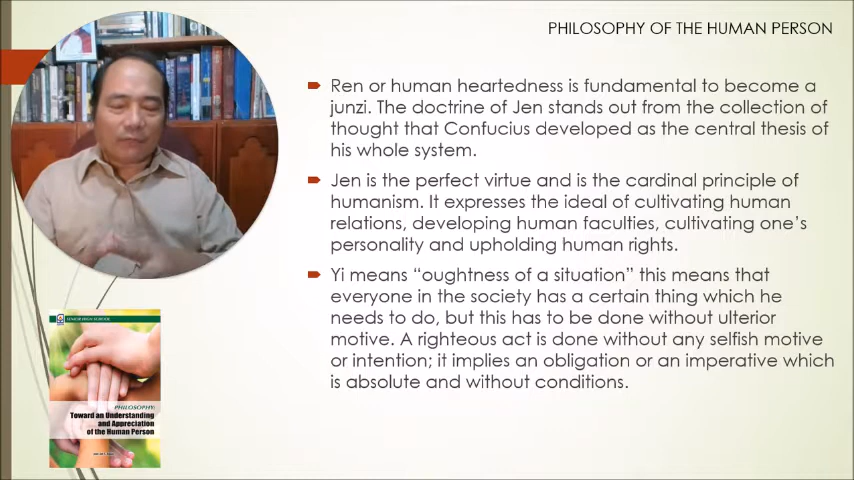 PHILOSOPHY OF THE HUMAN PERSON
Ren or human heartedness is fundamental to become a
junzi. The doctrine of Jen stands out from the collection of
thought that Confucius developed as the central thesis of
his whole system.
Jen is the perfect virtue and is the cardinal principle of
humanism. It expresses the ideal of cultivating human
relations, developing human faculties, cultivating one’s
personality and upholding human rights.
Yi means “oughtness of a situation” this means that
everyone in the society has a certain thing which he
needs to do, but this has to be done without ulterior
motive. A righteous act is done without any selfish motive
or intention; it implies an obligation or an imperative which
is absolute and without conditions.
SENIOR HIGH SCHOOL
PHILOSOPHY:
Toward an Understanding
and Appreciation
of the Human Person